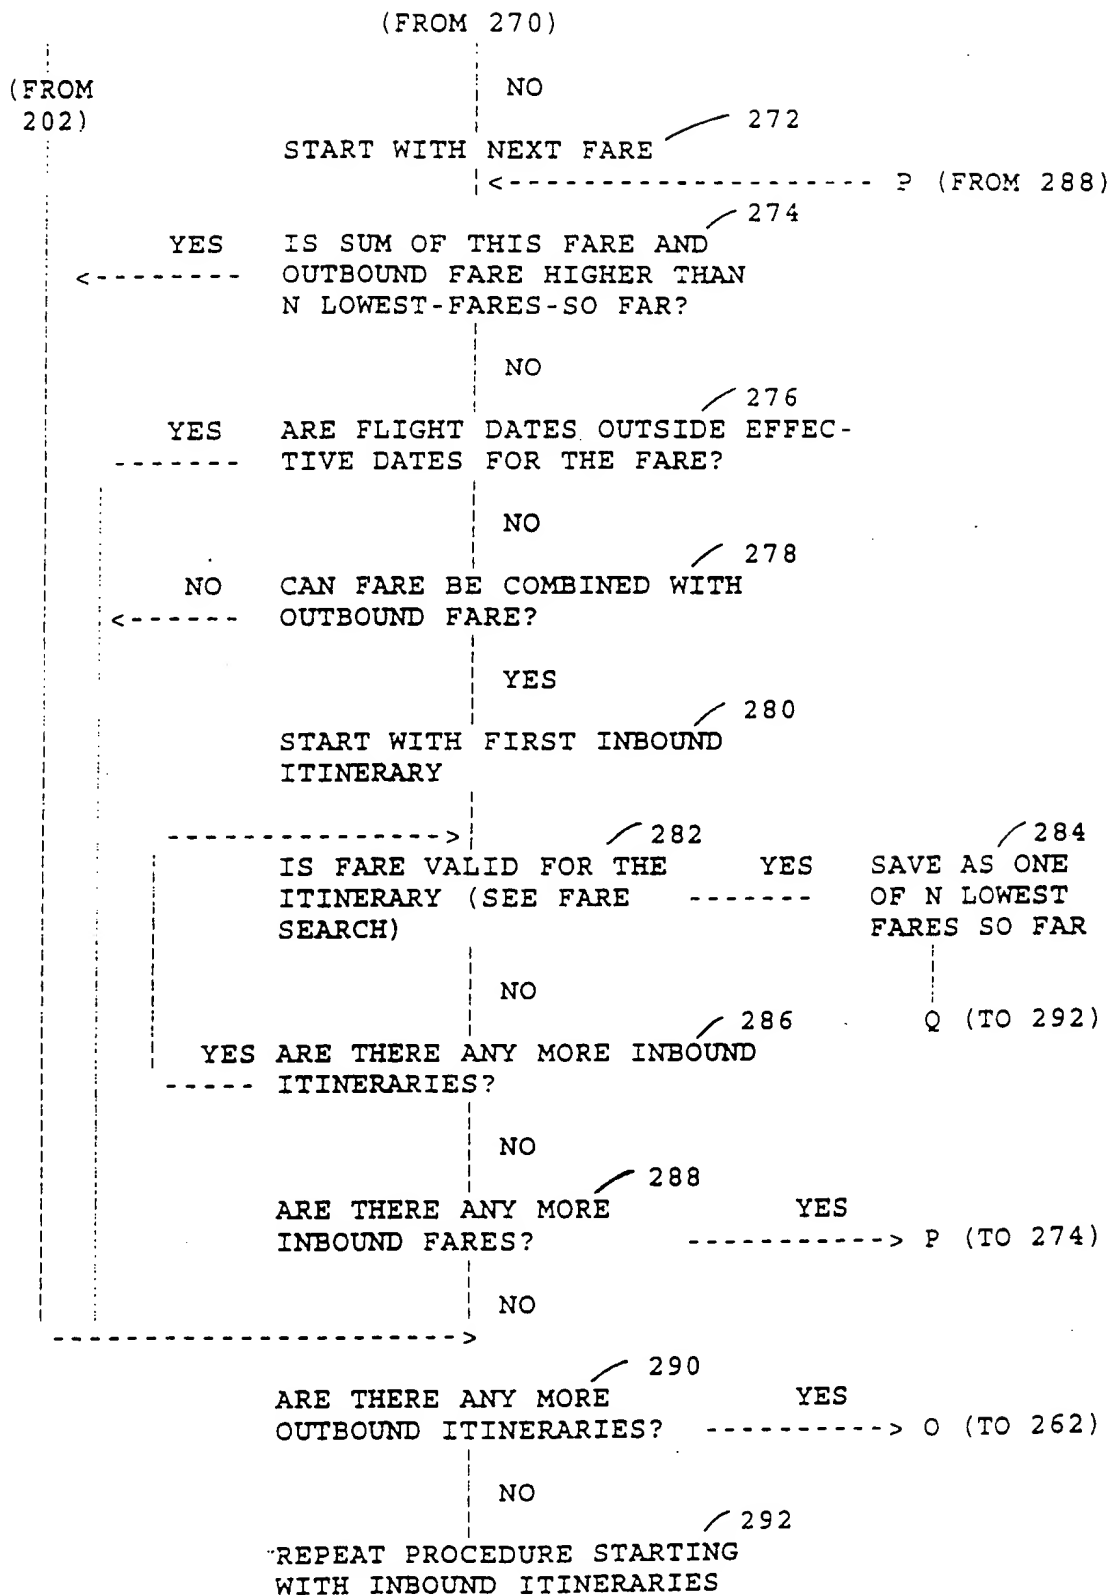 (FROM 270)
(FROM
202)
NO
272
START WITH NEXT FARE
P (FROM 288)
274
YES IS SUM OF THIS FARE AND
OUTBOUND FARE HIGHER THAN
N LOWEST-FARES-SO FAR?
NO
276
YES ARE FLIGHT DATES OUTSIDE EFFEC-
TIVE DATES FOR THE FARE?
NO
278
NO CAN FARE BE COMBINED WITH
OUTBOUND FARE?
YES
280
START WITH FIRST INBOUND
ITINERARY
282 284
IS FARE VALID FOR THE YES SAVE AS ONE
ITINERARY (SEE FARE OF N LOWEST
SEARCH) FARES SO FAR
NO
286 Q (TO 292)
YES ARE THERE ANY MORE INBOUND
ITINERARIES?
NO
288
ARE THERE ANY MORE YES
INBOUND FARES? P (TO 274)
NO
290
ARE THERE ANY MORE YES
OUTBOUND ITINERARIES? O (TO 262)
NO
292
REPEAT PROCEDURE STARTING
WITH INBOUND ITINERARIES